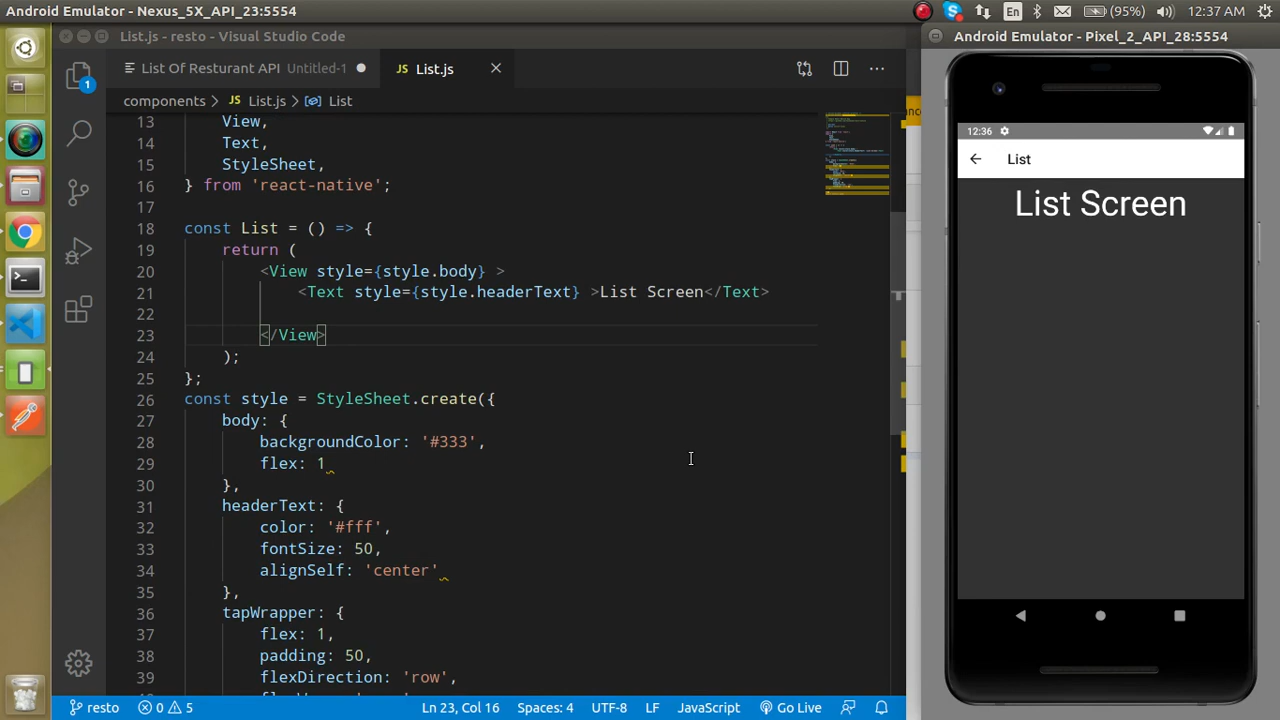 Android Emulator - Nexus_5X_API_23:5554
En
(95%)
12:37 AM
List.js - resto - Visual Studio Code
List Of Resturant API Untitled-1
JS List.js
1
components > JS List.js > List
13 View,
14 Text,
15 StyleSheet,
16 } from 'react-native';
17
18 const List = () => {
19 return (
20 <View style={style.body} >
21 <Text style={style.headerText} >List Screen</Text>
22
23 </View>
24 );
25 };
26 const style = StyleSheet.create({
27 body: {
28 backgroundColor: '#333',
29 flex: 1
30 },
31 headerText: {
32 color: '#fff',
33 fontSize: 50,
34 alignSelf: 'center'
35 },
36 tapWrapper: {
37 flex: 1,
38 padding: 50,
39 flexDirection: 'row',
resto
0
5
Ln 23, Col 16
Spaces: 4
UTF-8
LF
JavaScript
Go Live
Android Emulator - Pixel_2_API_28:5554
12:36
List
List Screen